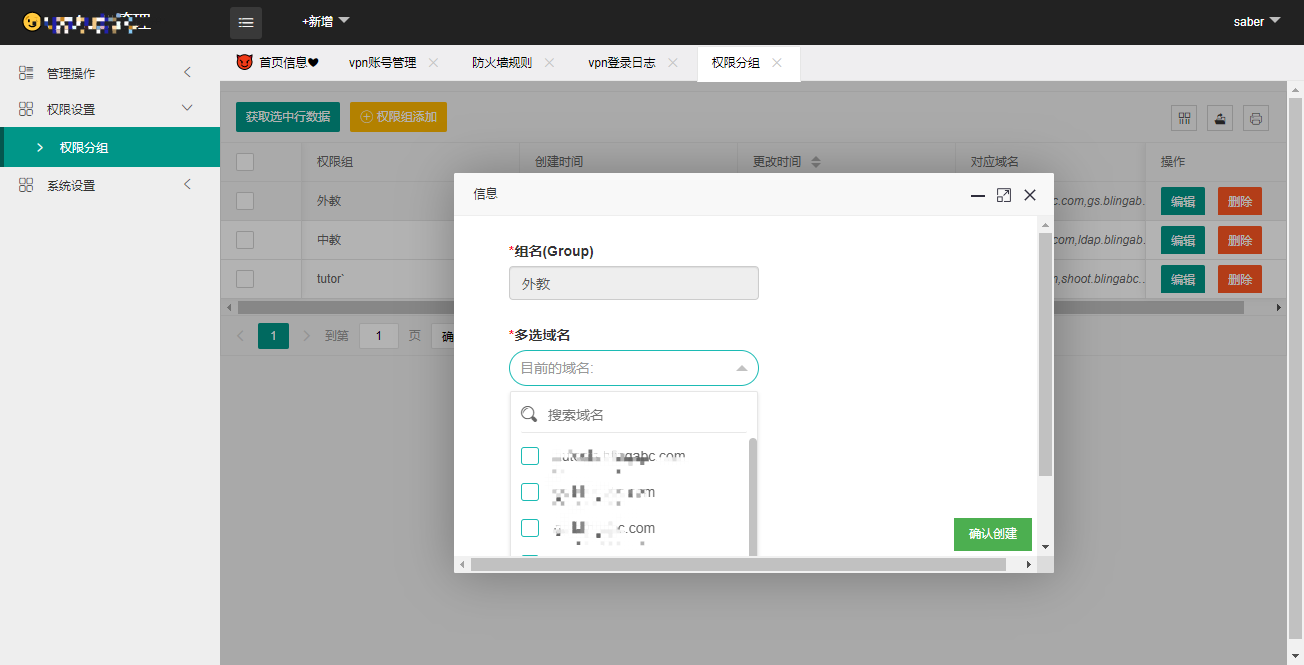 +新增
saber
管理操作
权限设置
权限分组
系统设置
首页信息
vpn账号管理
防火墙规则
vpn登录日志
权限分组
获取选中行数据
权限组添加
权限组
创建时间
更改时间
对应域名
操作
外教
c.com,gs.blingab...
编辑
删除
中教
com,ldap.blingab...
编辑
删除
tutor`
n,shoot.blingabc...
编辑
删除
1
到第
1
页
确
信息
*组名(Group)
外教
*多选域名
目前的域名:
搜索域名
gabc.com
om
c.com
确认创建